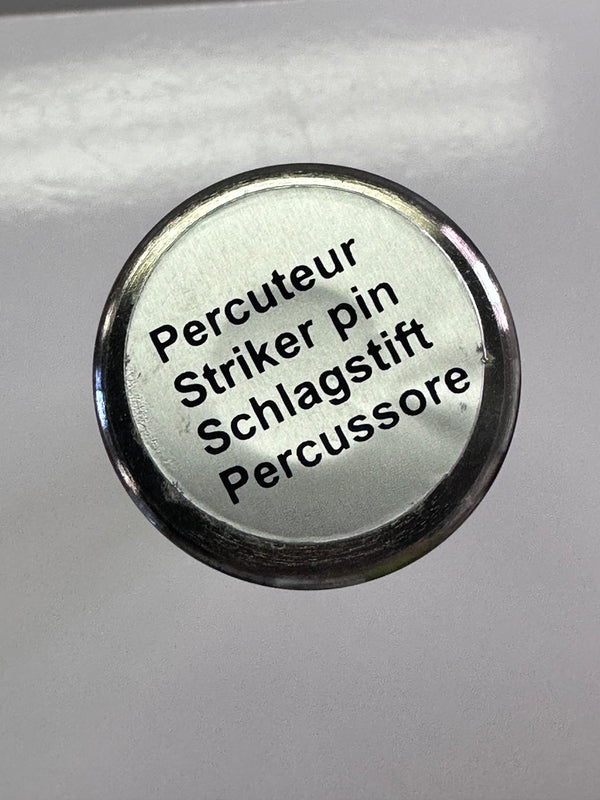 Percuteur
Striker pin
Schlagstift
Percussore